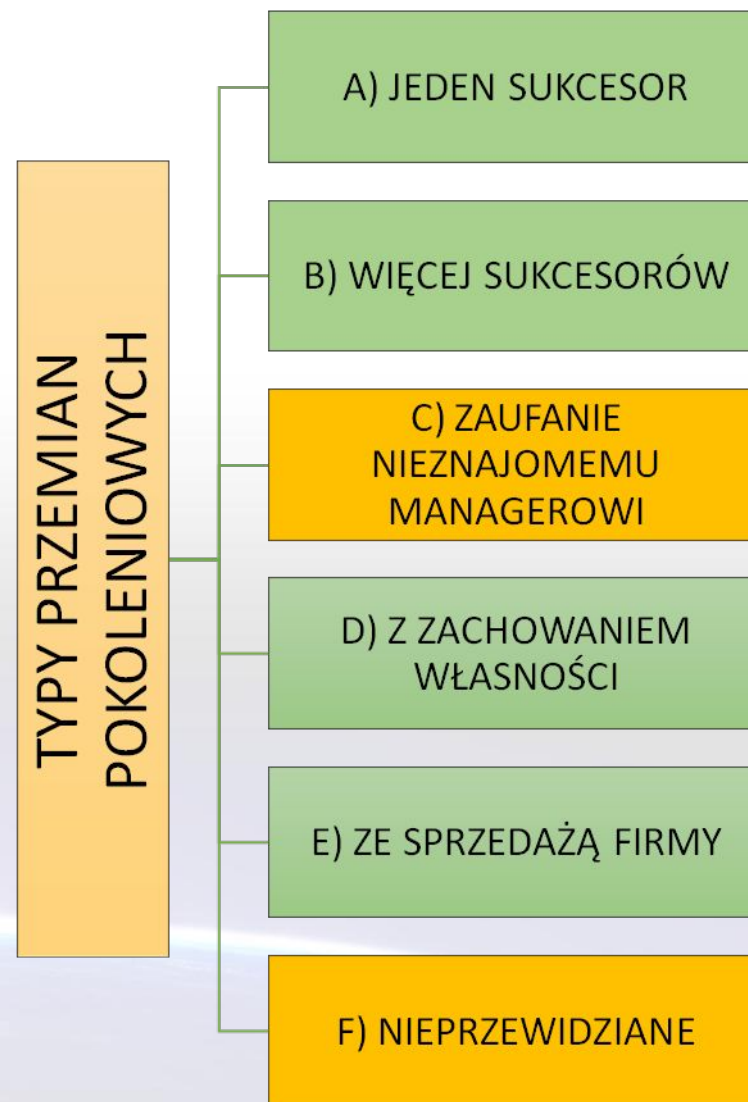 TYPY PRZEMIAN
POKOLENIOWYCH
A) JEDEN SUKCESOR
B) WIĘCEJ SUKCESORÓW
C) ZAUFANIE
NIEZNAJOMEMU
MANAGEROWI
D) Z ZACHOWANIEM
WŁASNOŚCI
E) ZE SPRZEDAŻĄ FIRMY
F) NIEPRZEWIDZIANE